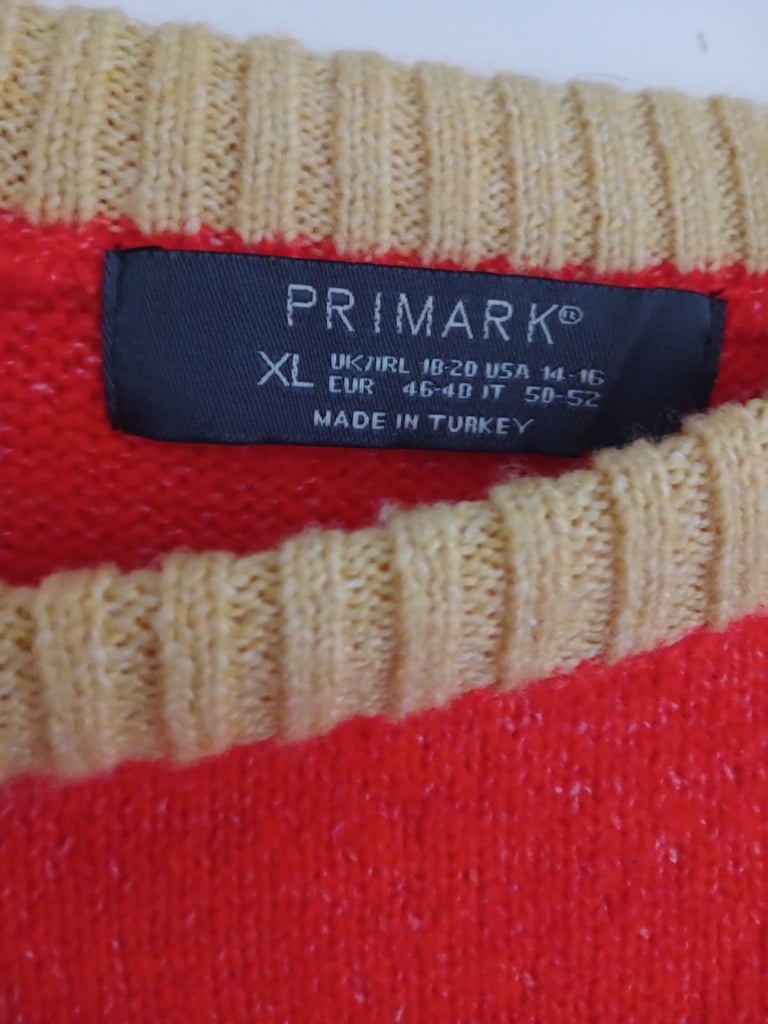 PRIMARK®
XL UK/IRL 18-20 USA 14-16
EUR 46-48 IT 50-52
MADE IN TURKEY